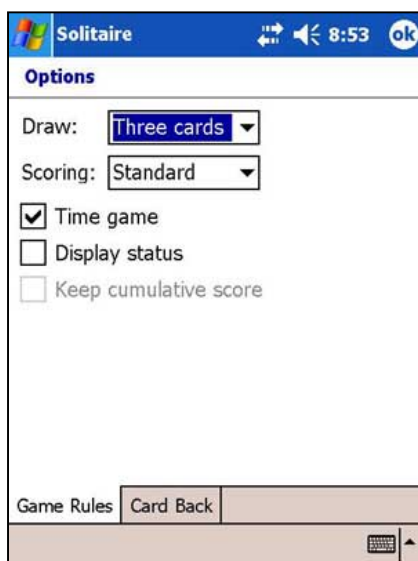 Solitaire 8:53 ok
Options
Draw: Three cards
Scoring: Standard
Time game
Display status
Keep cumulative score
Game Rules Card Back